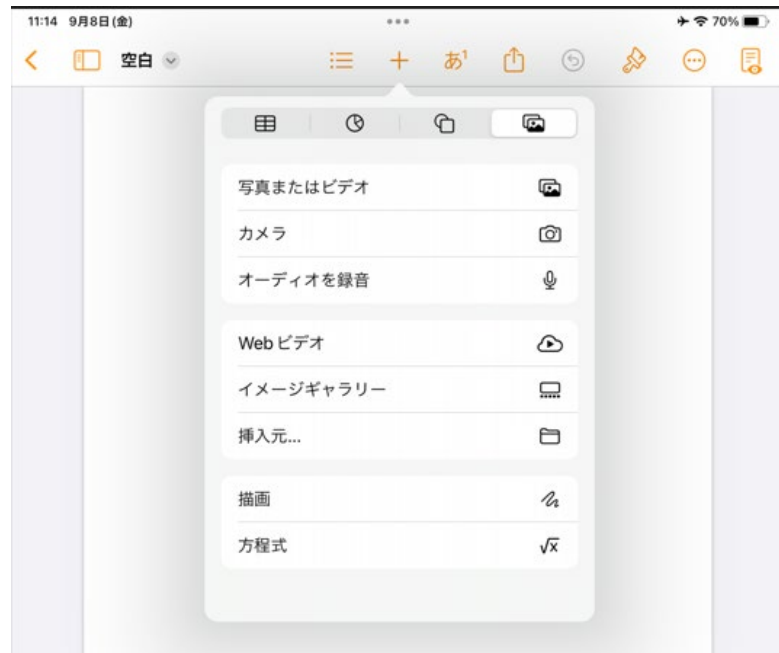 11:14 9月8日(金) 70%
空白 あ¹
写真またはビデオ
カメラ
オーディオを録音
Web ビデオ
イメージギャラリー
挿入元...
描画
方程式 √x